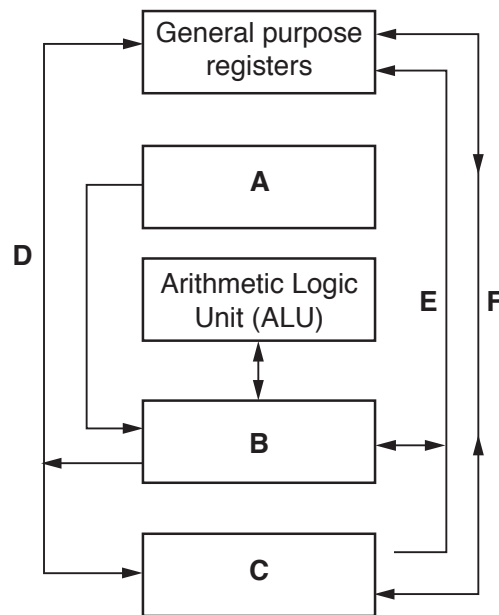 General purpose
registers
A
D
Arithmetic Logic
Unit (ALU)
E
F
B
C